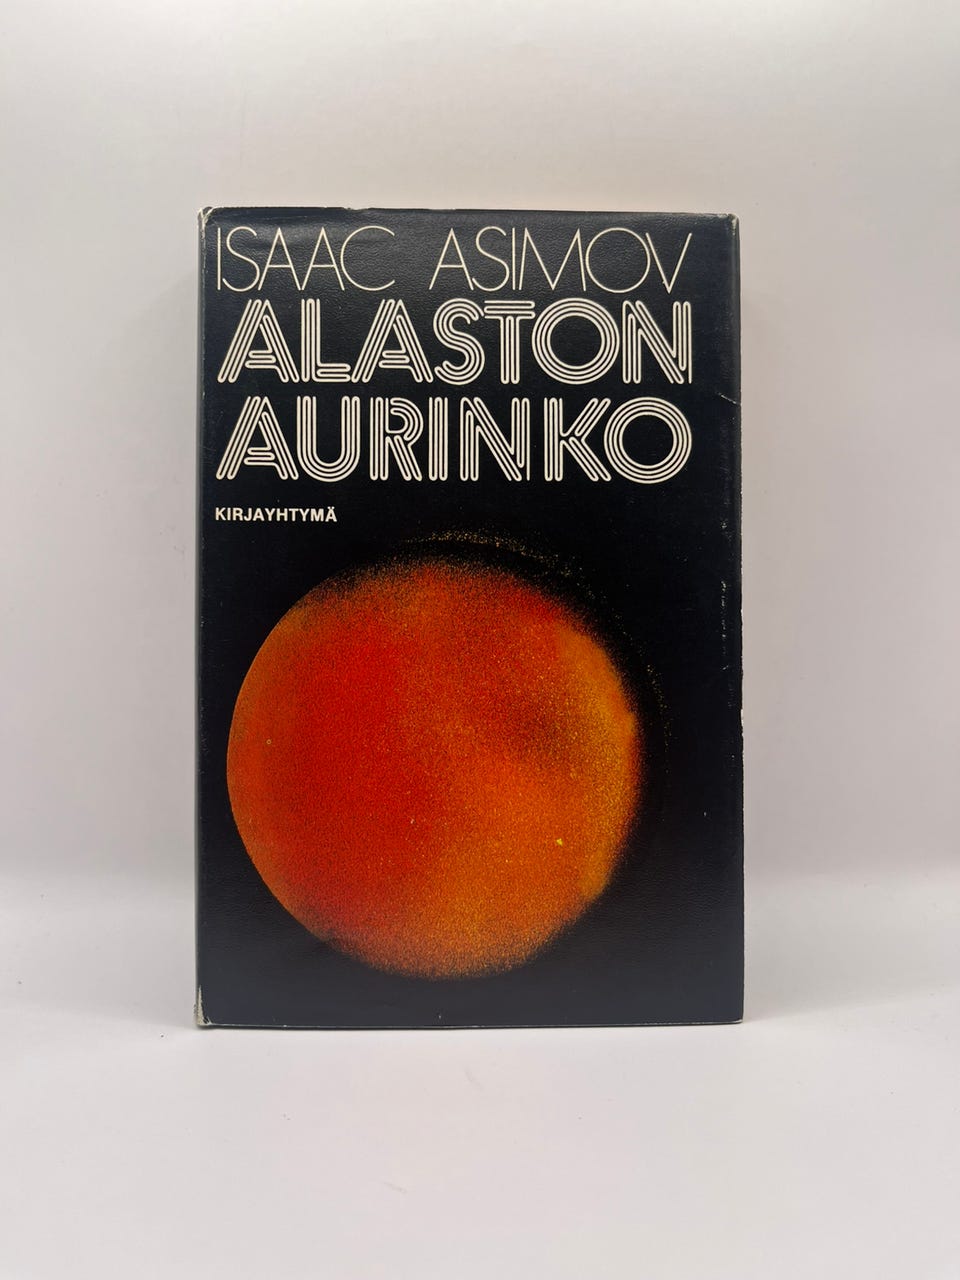 ISAAC ASIMOV
ALASTON
AURINKO
KIRJAYHTYMÄ